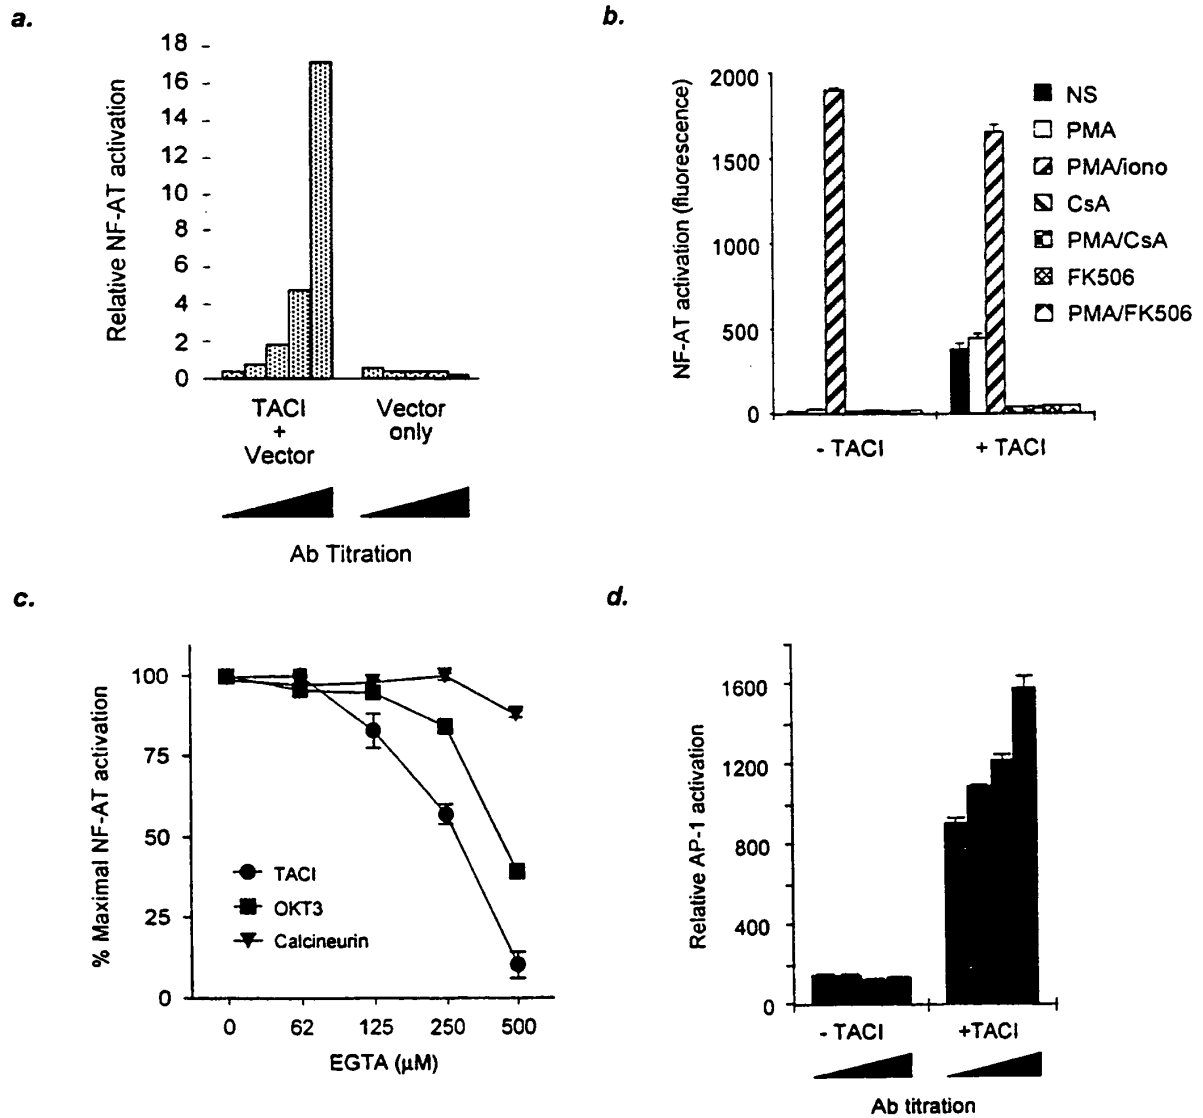 a.
Relative NF-AT activation
18
16
14
12
10
8
6
4
2
0
TACI
+
Vector
Vector
only
Ab Titration
b.
NF-AT activation (fluorescence)
2000
1500
1000
500
0
- TACI
+ TACI
NS
PMA
PMA/iono
CsA
PMA/CsA
FK506
PMA/FK506
c.
% Maximal NF-AT activation
100
75
50
25
0
TACI
OKT3
Calcineurin
0 62 125 250 500
EGTA (μM)
d.
Relative AP-1 activation
1600
1200
800
400
0
- TACI
+TACI
Ab titration